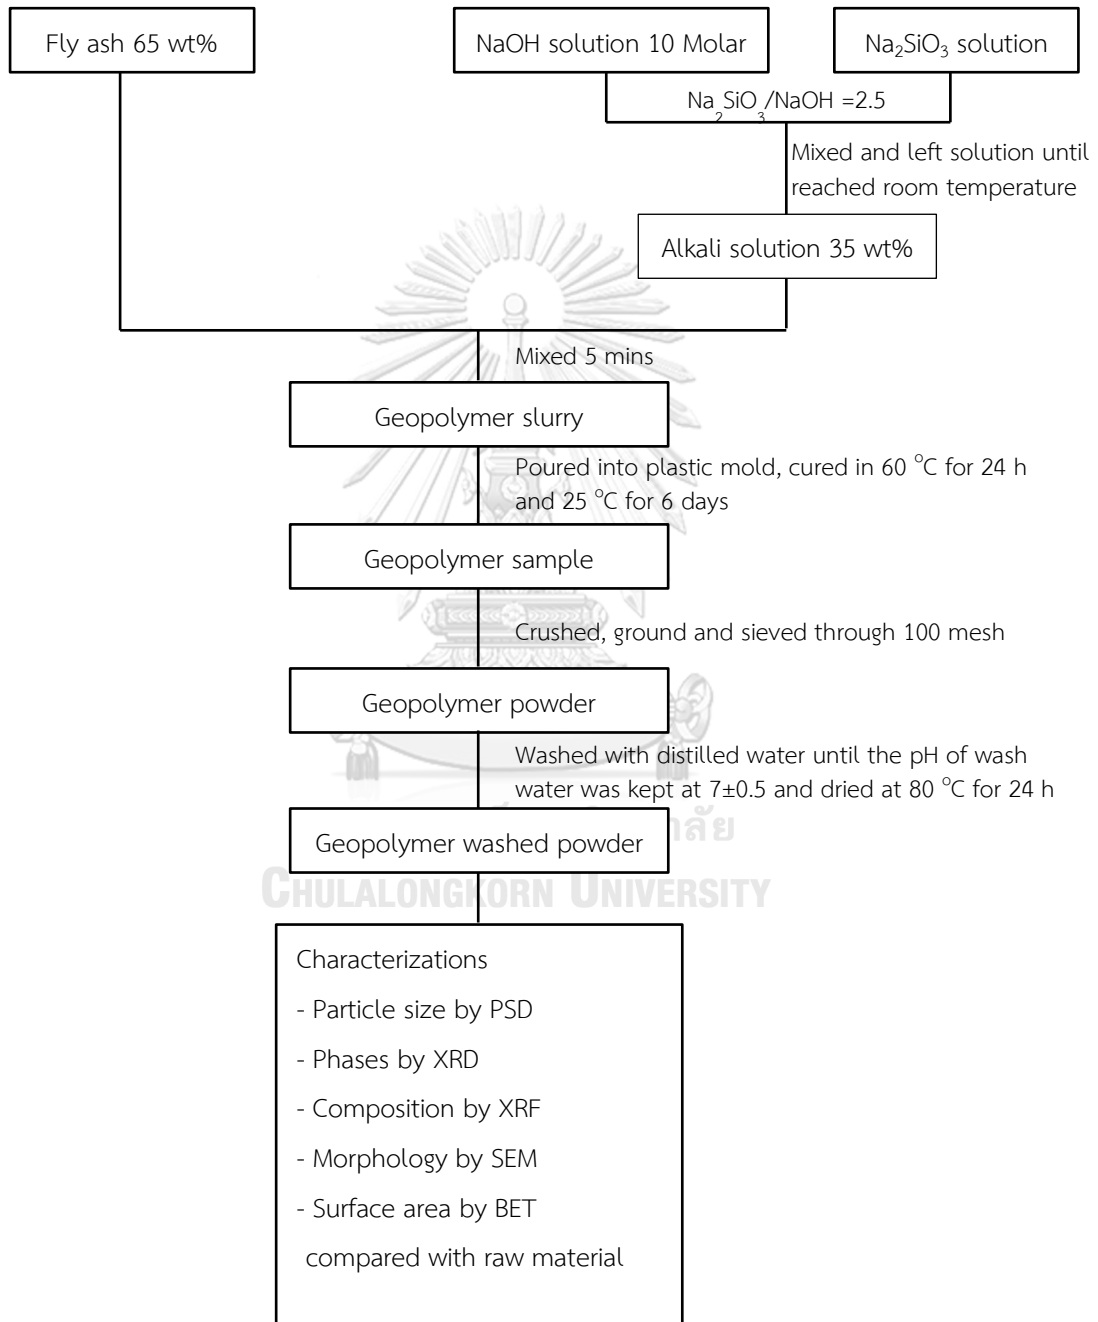 Fly ash 65 wt%
NaOH solution 10 Molar
Na₂SiO₃ solution
Na₂SiO₃/NaOH =2.5
Mixed and left solution until
reached room temperature
Alkali solution 35 wt%
Mixed 5 mins
Geopolymer slurry
Poured into plastic mold, cured in 60 °C for 24 h
and 25 °C for 6 days
Geopolymer sample
Crushed, ground and sieved through 100 mesh
Geopolymer powder
Washed with distilled water until the pH of wash
water was kept at 7±0.5 and dried at 80 °C for 24 h
Geopolymer washed powder
CHULALONGKORN UNIVERSITY
Characterizations
- Particle size by PSD
- Phases by XRD
- Composition by XRF
- Morphology by SEM
- Surface area by BET
compared with raw material